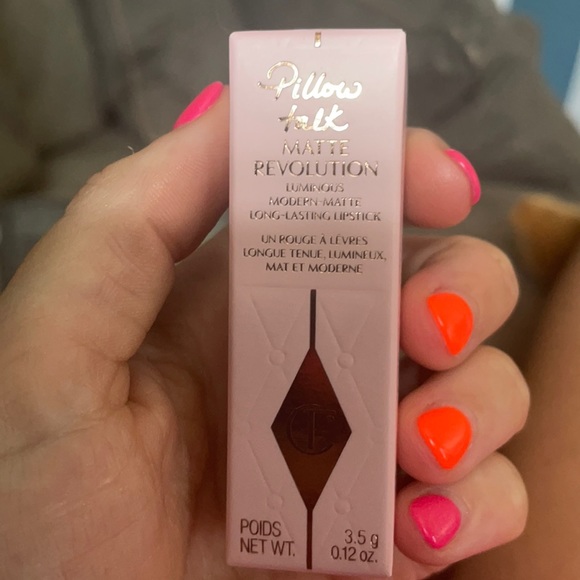 Pillow
talk
MATTE
REVOLUTION
LUMINOUS
MODERN-MATTE
LONG-LASTING LIPSTICK
UN ROUGE À LÈVRES
LONGUE TENUE, LUMINEUX,
MAT ET MODERNE
CT
POIDS 3.5 g
NET WT. 0.12 oz.